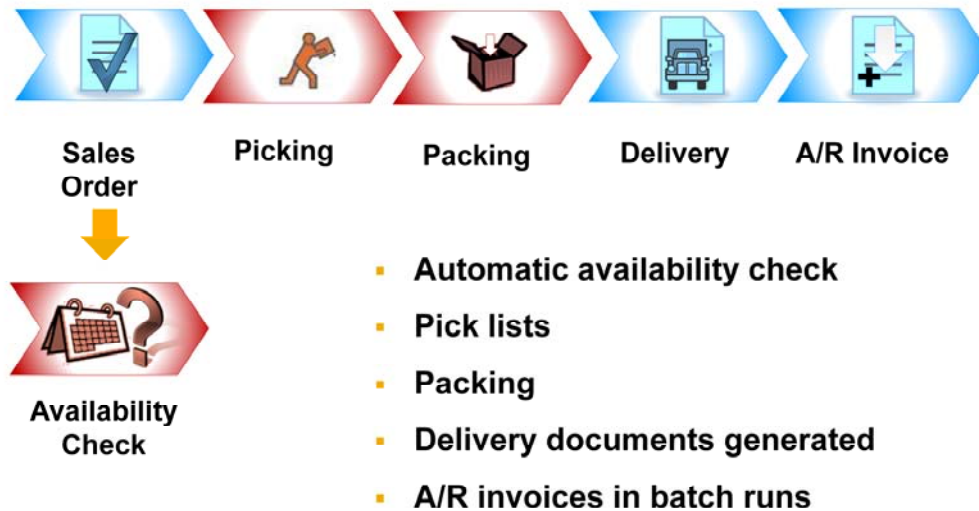 Sales
Order
Picking
Packing
Delivery
A/R Invoice
Availability
Check
▪ Automatic availability check
▪ Pick lists
▪ Packing
▪ Delivery documents generated
▪ A/R invoices in batch runs